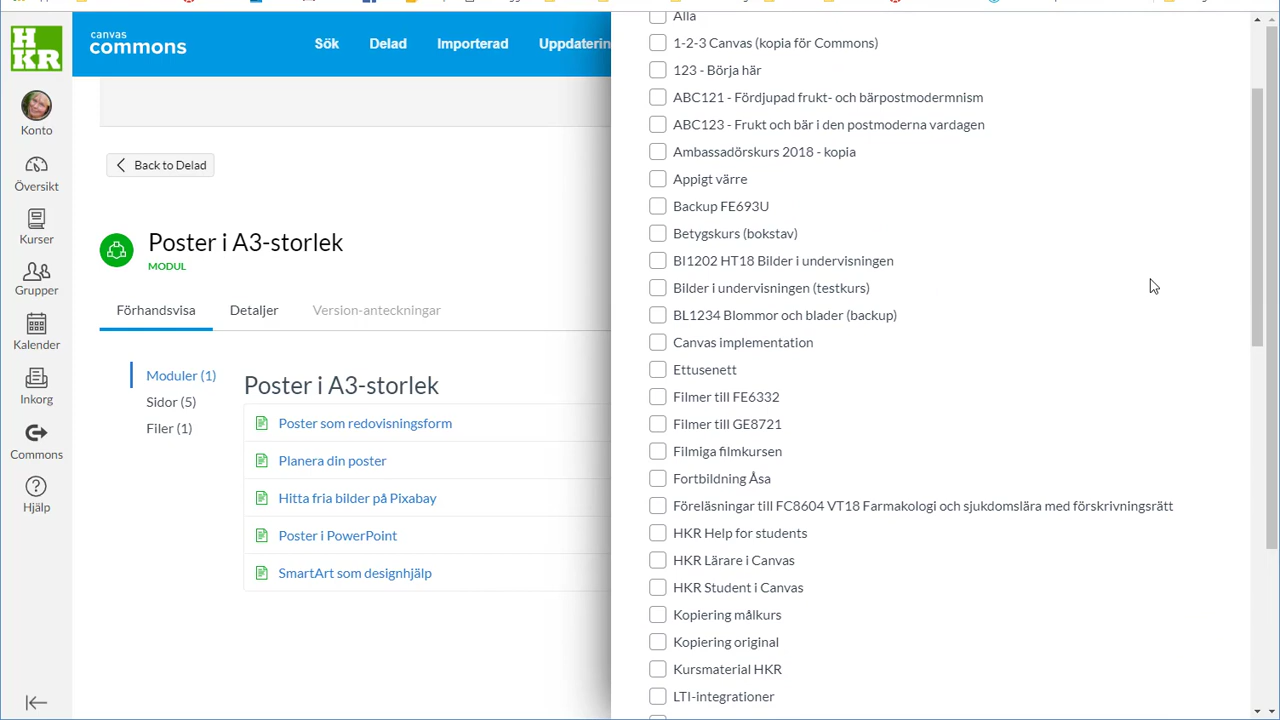 HKR
Konto
Översikt
Kurser
Grupper
Kalender
Inkorg
Commons
Hjälp
canvas
commons
Sök
Delad
Importerad
Uppdaterin
Back to Delad
Poster i A3-storlek
MODUL
Förhandsvisa
Detaljer
Version-anteckningar
Moduler (1)
Sidor (5)
Filer (1)
Poster i A3-storlek
Poster som redovisningsform
Planera din poster
Hitta fria bilder på Pixabay
Poster i PowerPoint
SmartArt som designhjälp
Alla
1-2-3 Canvas (kopia för Commons)
123 - Börja här
ABC121 - Fördjupad frukt- och bärpostmodermnism
ABC123 - Frukt och bär i den postmoderna vardagen
Ambassadörskurs 2018 - kopia
Appigt värre
Backup FE693U
Betygskurs (bokstav)
BI1202 HT18 Bilder i undervisningen
Bilder i undervisningen (testkurs)
BL1234 Blommor och blader (backup)
Canvas implementation
Ettusenett
Filmer till FE6332
Filmer till GE8721
Filmiga filmkursen
Fortbildning Åsa
Föreläsningar till FC8604 VT18 Farmakologi och sjukdomslära med förskrivningsrätt
HKR Help for students
HKR Lärare i Canvas
HKR Student i Canvas
Kopiering målkurs
Kopiering original
Kursmaterial HKR
LTI-integrationer